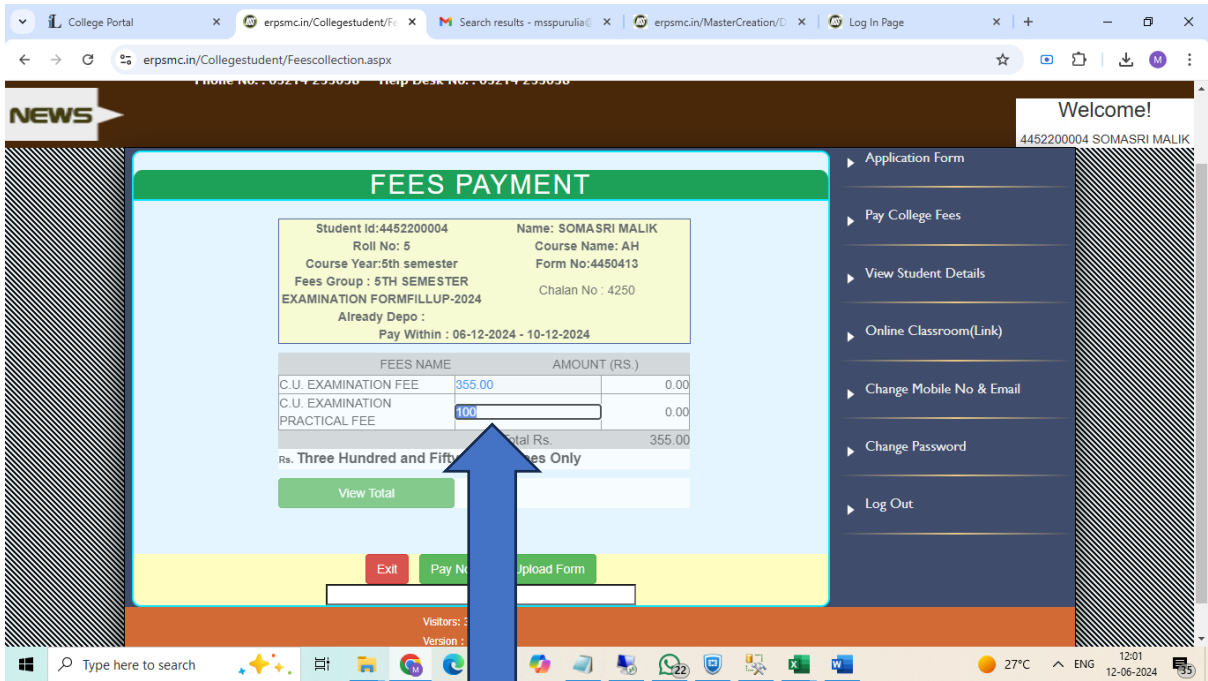 College Portal
erpsmc.in/Collegestudent/Fe
Search results - msspurulia@
erpsmc.in/MasterCreation/D
Log In Page
erpsmc.in/Collegestudent/Feescollection.aspx
M
NEWS
Welcome!
4452200004 SOMASRI MALIK
FEES PAYMENT
Student Id:4452200004 Name: SOMASRI MALIK
Roll No: 5 Course Name: AH
Course Year:5th semester Form No:4450413
Fees Group : 5TH SEMESTER
EXAMINATION FORMFILLUP-2024 Chalan No : 4250
Already Depo :
Pay Within : 06-12-2024 - 10-12-2024
FEES NAME AMOUNT (RS.)
C.U. EXAMINATION FEE 355.00 0.00
C.U. EXAMINATION
PRACTICAL FEE 100 0.00
Total Rs. 355.00
Rs. Three Hundred and Only
View Total
Exit Pay Upload Form
Application Form
Pay College Fees
View Student Details
Online Classroom(Link)
Change Mobile No & Email
Change Password
Log Out
Visitors:
Version :
Type here to search
22
27°C ENG 12:01
12-06-2024
35